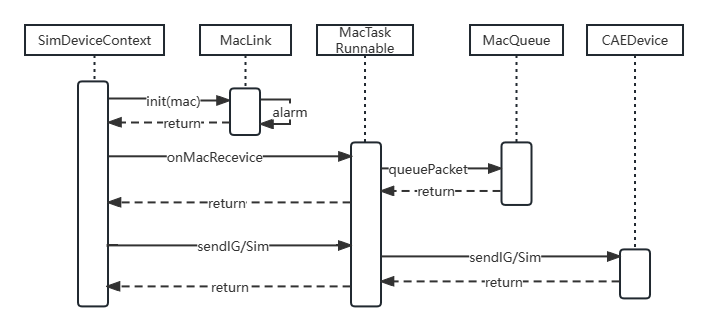 SimDeviceContext
MacLink
MacTask
Runnable
MacQueue
CAEDevice
init(mac)
alarm
return
onMacRecevice
queuePacket
return
return
sendIG/Sim
sendIG/Sim
return
return